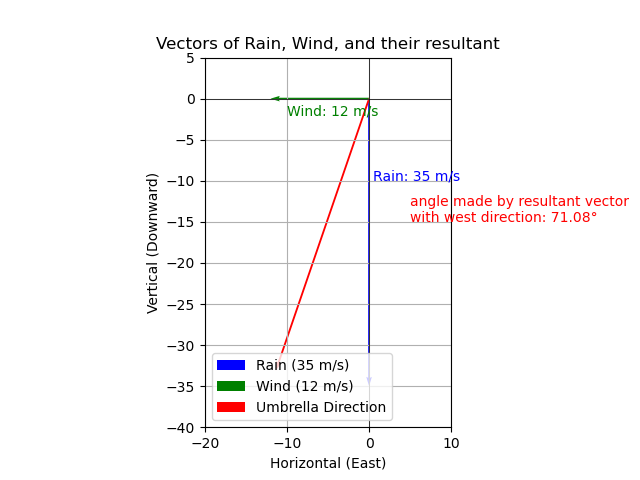 Vectors of Rain, Wind, and their resultant
5
0
−5
−10
−15
−20
−25
−30
−35
−40
Vertical (Downward)
Wind: 12 m/s
Rain: 35 m/s
angle made by resultant vector
with west direction: 71.08°
Rain (35 m/s)
Wind (12 m/s)
Umbrella Direction
−20
−10
0
10
Horizontal (East)